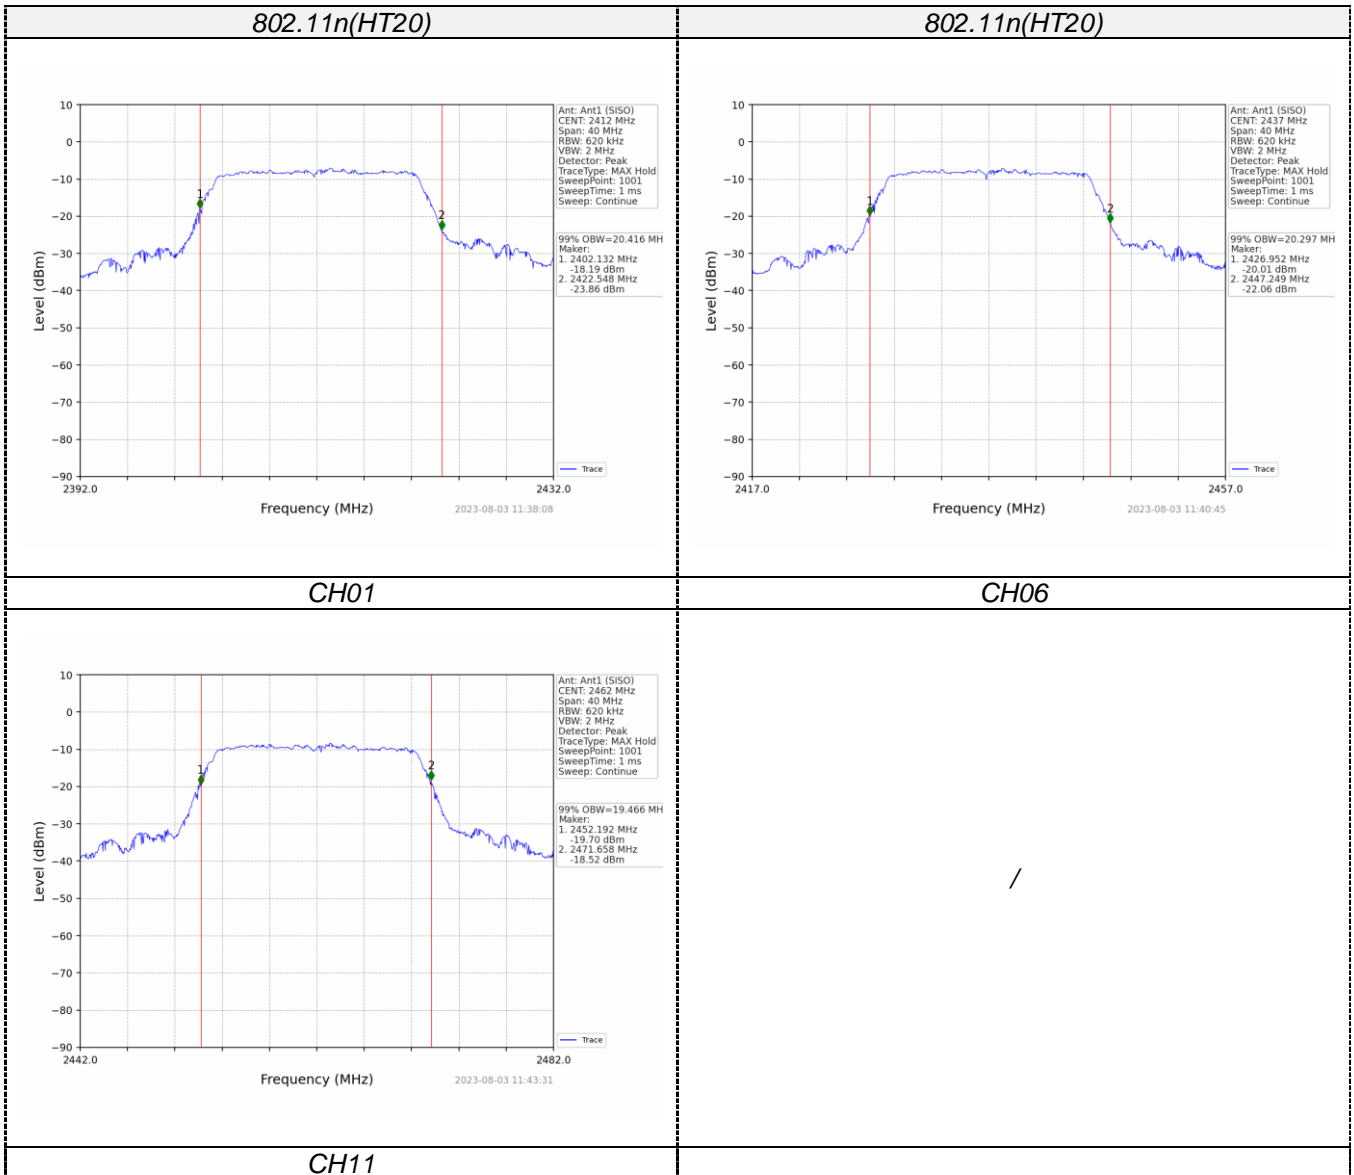 802.11n(HT20)
802.11n(HT20)
10
0
−10
−20
−30
−40
−50
−60
−70
−80
−90
Level (dBm)
1
2
2392.0
2432.0
Frequency (MHz)
2023-08-03 11:38:08
Ant: Ant1 (SISO)
CENT: 2412 MHz
Span: 40 MHz
RBW: 620 kHz
VBW: 2 MHz
Detector: Peak
TraceType: MAX Hold
SweepPoint: 1001
SweepTime: 1 ms
Sweep: Continue
99% OBW=20.416 MH
Maker:
1. 2402.132 MHz
-18.19 dBm
2. 2422.548 MHz
-23.86 dBm
Trace
10
0
−10
−20
−30
−40
−50
−60
−70
−80
−90
Level (dBm)
1
2
2417.0
2457.0
Frequency (MHz)
2023-08-03 11:40:45
Ant: Ant1 (SISO)
CENT: 2437 MHz
Span: 40 MHz
RBW: 620 kHz
VBW: 2 MHz
Detector: Peak
TraceType: MAX Hold
SweepPoint: 1001
SweepTime: 1 ms
Sweep: Continue
99% OBW=20.297 MH
Maker:
1. 2426.952 MHz
-20.01 dBm
2. 2447.249 MHz
-22.06 dBm
Trace
CH01
CH06
10
0
−10
−20
−30
−40
−50
−60
−70
−80
−90
Level (dBm)
1
2
2442.0
2482.0
Frequency (MHz)
2023-08-03 11:43:31
Ant: Ant1 (SISO)
CENT: 2462 MHz
Span: 40 MHz
RBW: 620 kHz
VBW: 2 MHz
Detector: Peak
TraceType: MAX Hold
SweepPoint: 1001
SweepTime: 1 ms
Sweep: Continue
99% OBW=19.466 MH
Maker:
1. 2452.192 MHz
-19.70 dBm
2. 2471.658 MHz
-18.52 dBm
Trace
/
CH11